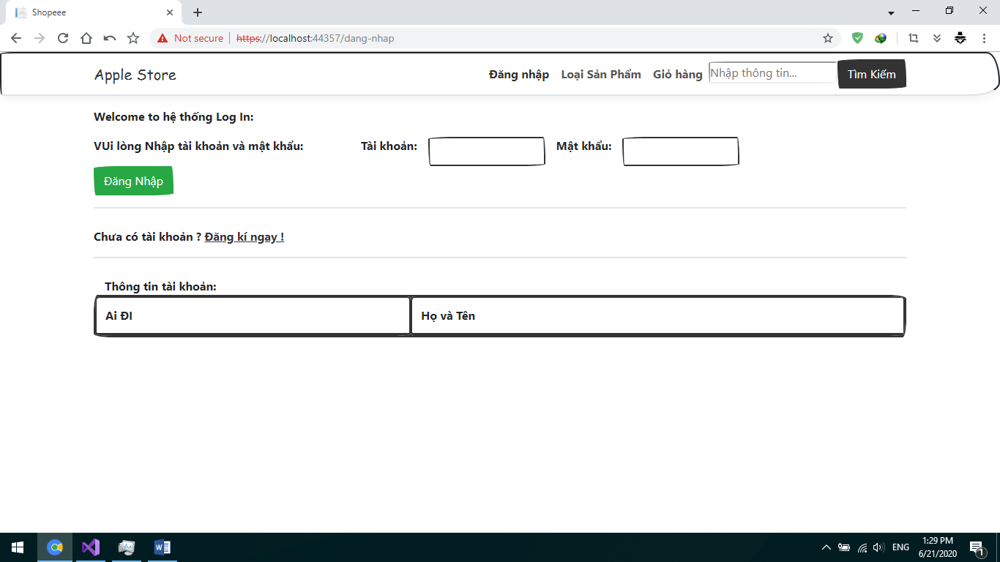 Shopeee
Not secure | https://localhost:44357/dang-nhap
Apple Store Đăng nhập Loại Sản Phẩm Giỏ hàng Nhập thông tin... Tìm Kiếm
Welcome to hệ thống Log In:
VUi lòng Nhập tài khoản và mật khẩu: Tài khoản: Mật khẩu:
Đăng Nhập
Chưa có tài khoản ? Đăng kí ngay !
Thông tin tài khoản:
Ai ĐI Họ và Tên
ENG 1:29 PM
6/21/2020
1